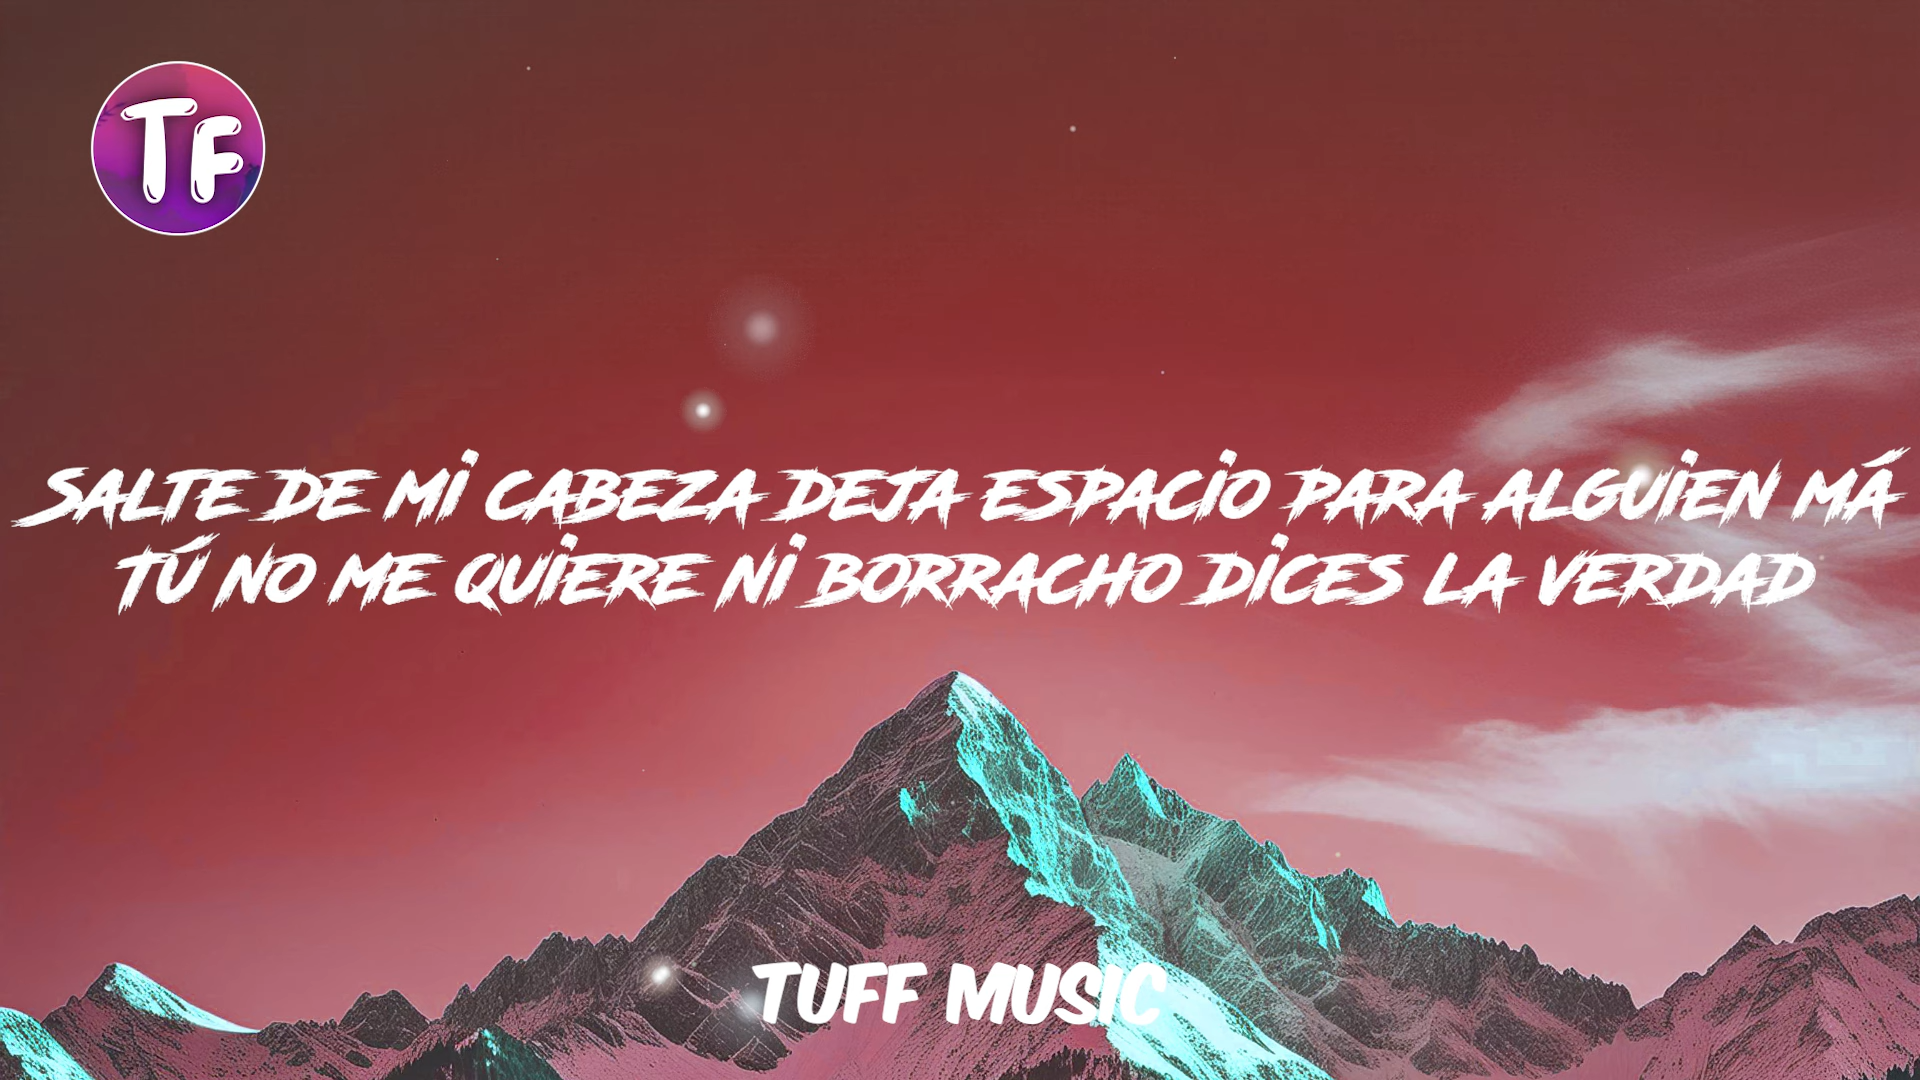 TF
SALTE DE Mi CABEZA DEJA ESPACiO PARA ALGUiEN MÁ
TÚ NO ME QUiERE Ni BORRACHO DiCES LA VERDAD
TUFF MUSIC